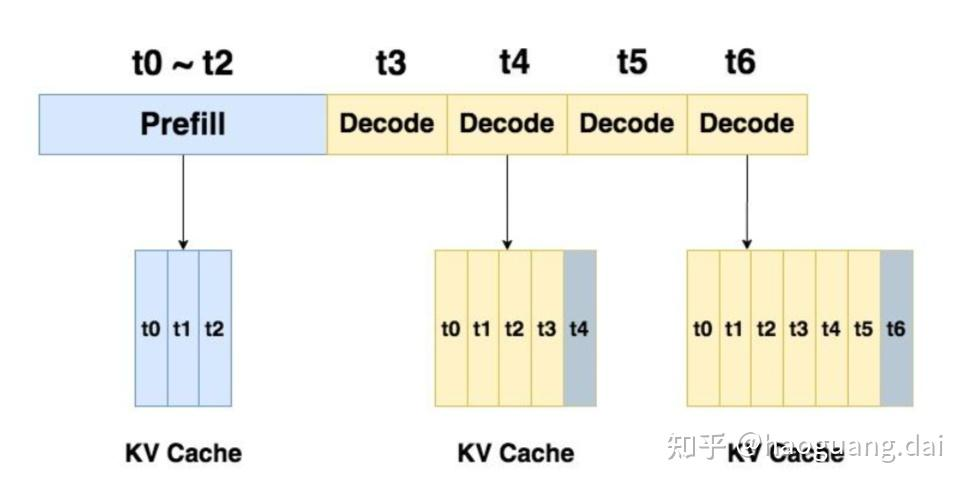 t0 ~ t2 t3 t4 t5 t6
Prefill Decode Decode Decode Decode
t0 t1 t2 t0 t1 t2 t3 t4 t0 t1 t2 t3 t4 t5 t6
KV Cache KV Cache KV Cache
知乎 @haoguang.dai